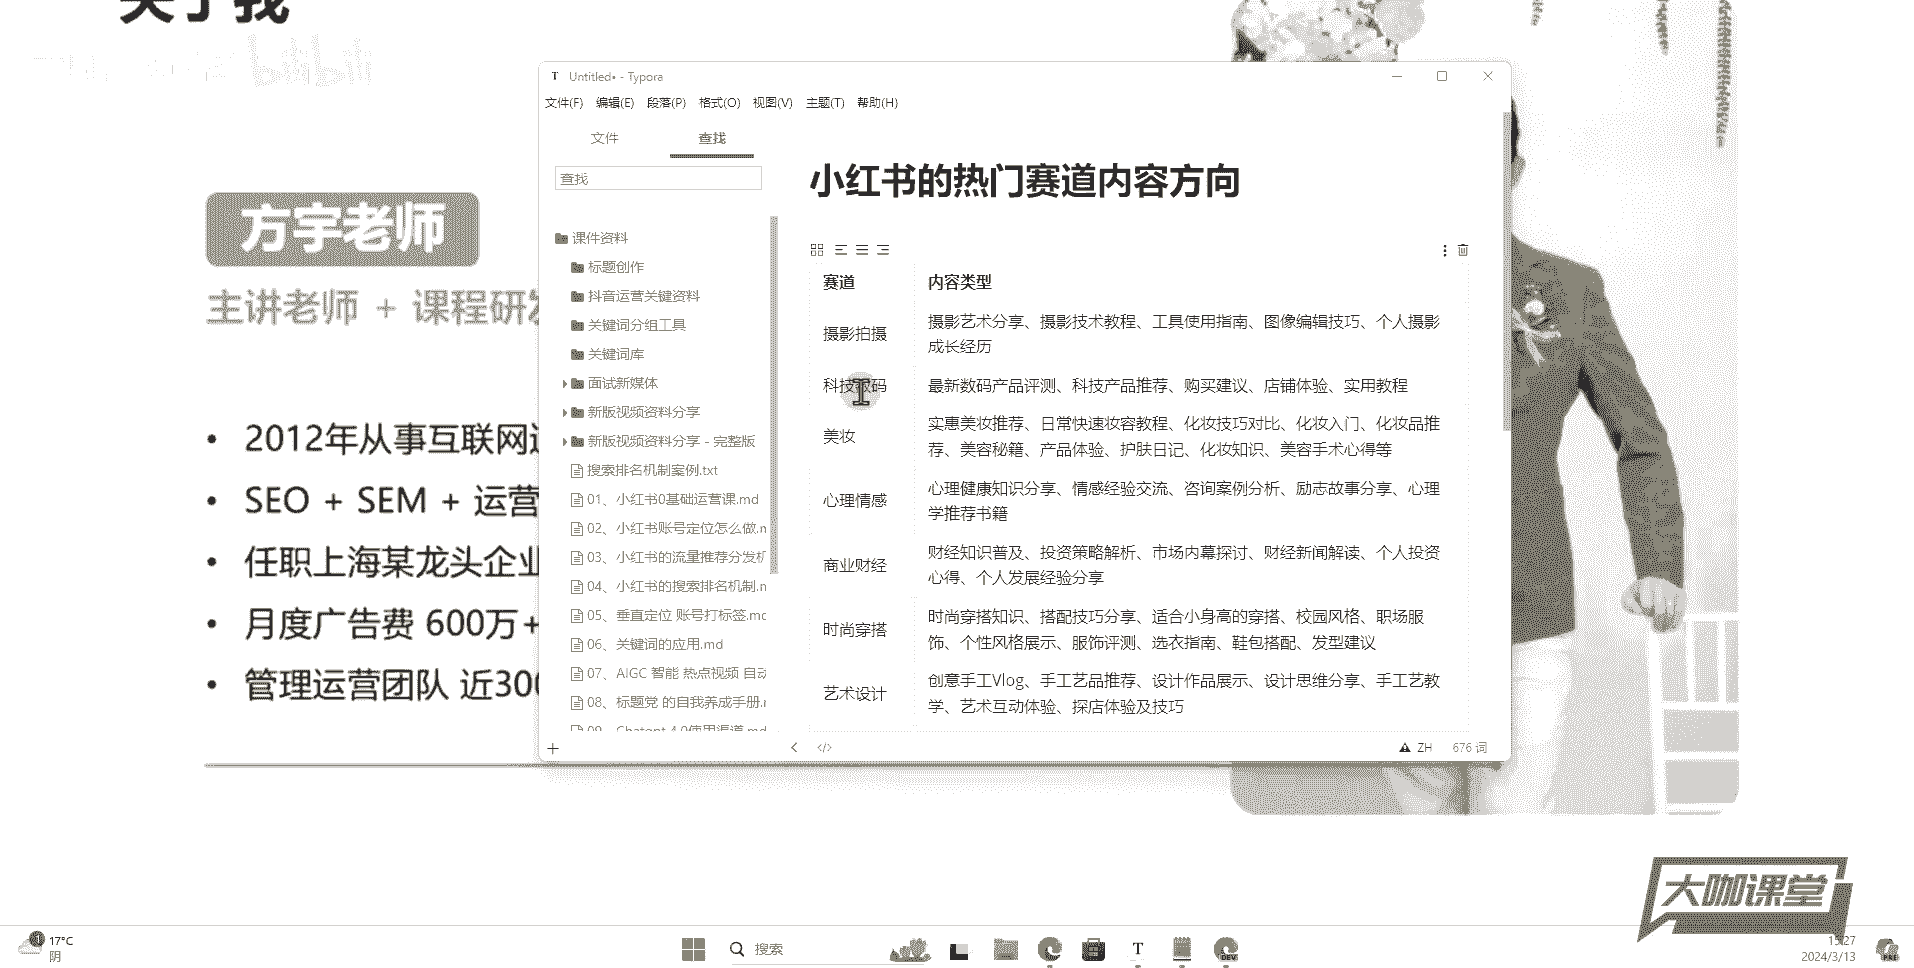 关于我
bilibili
方宇老师
主讲老师 + 课程研发
• 2012年从事互联网
• SEO + SEM + 运营
• 任职上海某龙头企业
• 月度广告费 600万+
• 管理运营团队 近300
Untitled• - Typora
文件(F) 编辑(E) 段落(P) 格式(O) 视图(V) 主题(T) 帮助(H)
文件 查找
查找
课件资料
标题创作
抖音运营关键资料
关键词分组工具
关键词库
面试新媒体
新版视频资料分享
新版视频资料分享 - 完整版
搜索排名机制案例.txt
01、小红书0基础运营课.md
02、小红书账号定位怎么做.m
03、小红书的流量推荐分发机
04、小红书的搜索排名机制.m
05、垂直定位 账号打标签.md
06、关键词的应用.md
07、AIGC 智能 热点视频 自动
08、标题党 的自我养成手册.r
09、Chatgpt 4.0使用渠道.md
小红书的热门赛道内容方向
赛道 内容类型
摄影拍摄 摄影艺术分享、摄影技术教程、工具使用指南、图像编辑技巧、个人摄影
成长经历
科技数码 最新数码产品评测、科技产品推荐、购买建议、店铺体验、实用教程
美妆 实惠美妆推荐、日常快速妆容教程、化妆技巧对比、化妆入门、化妆品推
荐、美容秘籍、产品体验、护肤日记、化妆知识、美容手术心得等
心理情感 心理健康知识分享、情感经验交流、咨询案例分析、励志故事分享、心理
学推荐书籍
商业财经 财经知识普及、投资策略解析、市场内幕探讨、财经新闻解读、个人投资
心得、个人发展经验分享
时尚穿搭 时尚穿搭知识、搭配技巧分享、适合小身高的穿搭、校园风格、职场服
饰、个性风格展示、服饰评测、选衣指南、鞋包搭配、发型建议
艺术设计 创意手工Vlog、手工艺品推荐、设计作品展示、设计思维分享、手工艺教
学、艺术互动体验、探店体验及技巧
ZH 676 词
大咖课堂
1 17°C
阴
搜索
DEV
15:27
2024/3/13
PRE